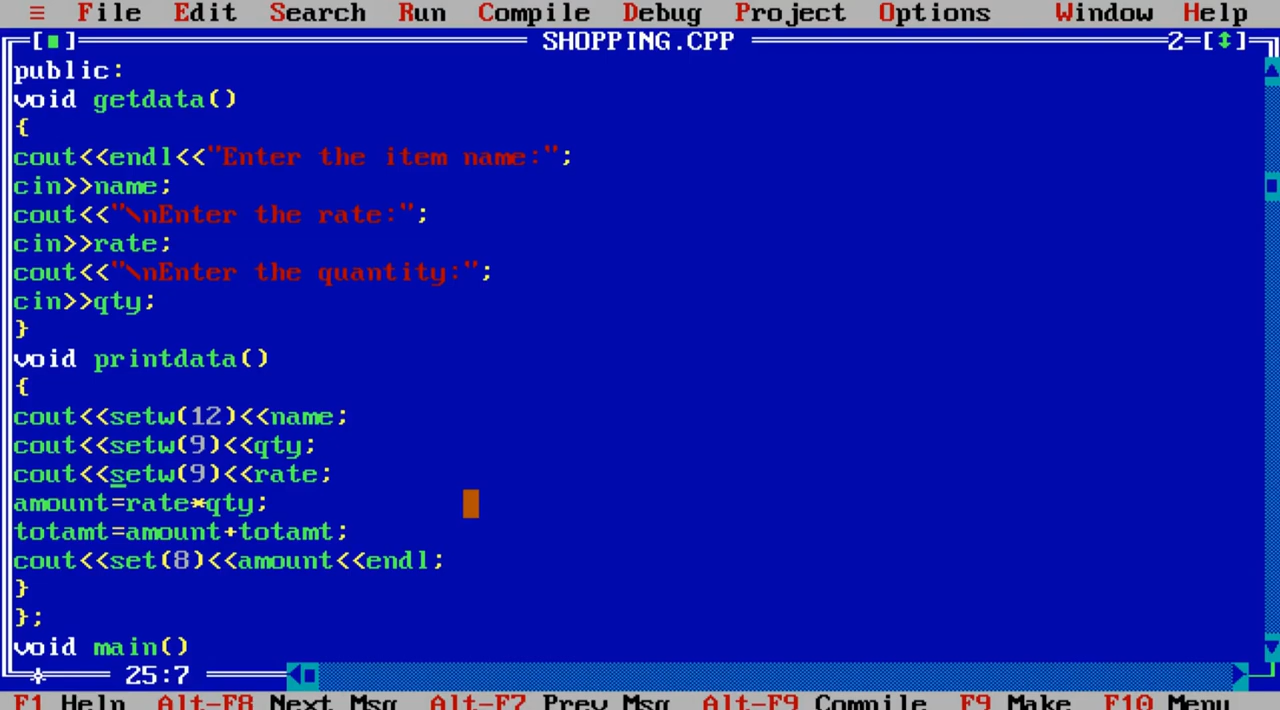 ≡ File Edit Search Run Compile Debug Project Options Window Help
[■] SHOPPING.CPP 2=[↕]
public:
void getdata()
{
cout<<endl<<"Enter the item name:";
cin>>name;
cout<<"\nEnter the rate:";
cin>>rate;
cout<<"\nEnter the quantity:";
cin>>qty;
}
void printdata()
{
cout<<setw(12)<<name;
cout<<setw(9)<<qty;
cout<<setw(9)<<rate;
amount=rate*qty;
totamt=amount+totamt;
cout<<set(8)<<amount<<endl;
}
};
void main()
25:7
F1 Help Alt-F8 Next Msg Alt-F7 Prev Msg Alt-F9 Compile F9 Make F10 Menu